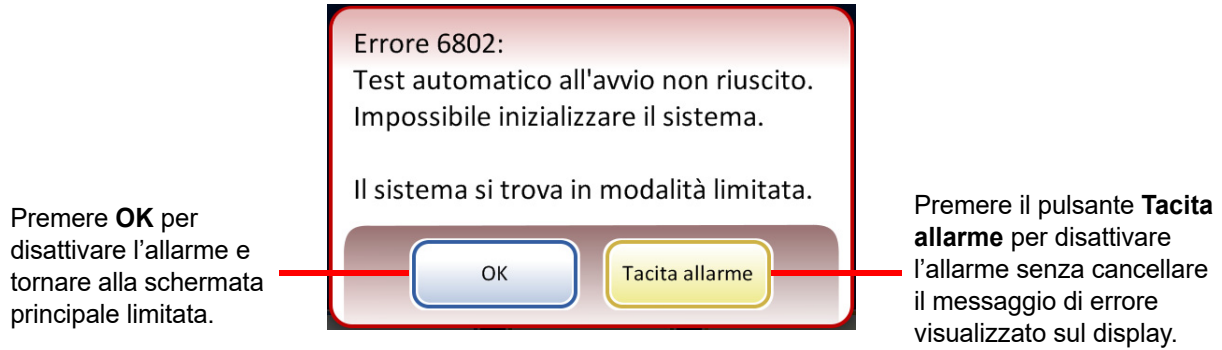 Errore 6802:
Test automatico all'avvio non riuscito.
Impossibile inizializzare il sistema.
Il sistema si trova in modalità limitata.
Premere OK per
disattivare l’allarme e
tornare alla schermata
principale limitata.
OK
Tacita allarme
Premere il pulsante Tacita
allarme per disattivare
l’allarme senza cancellare
il messaggio di errore
visualizzato sul display.